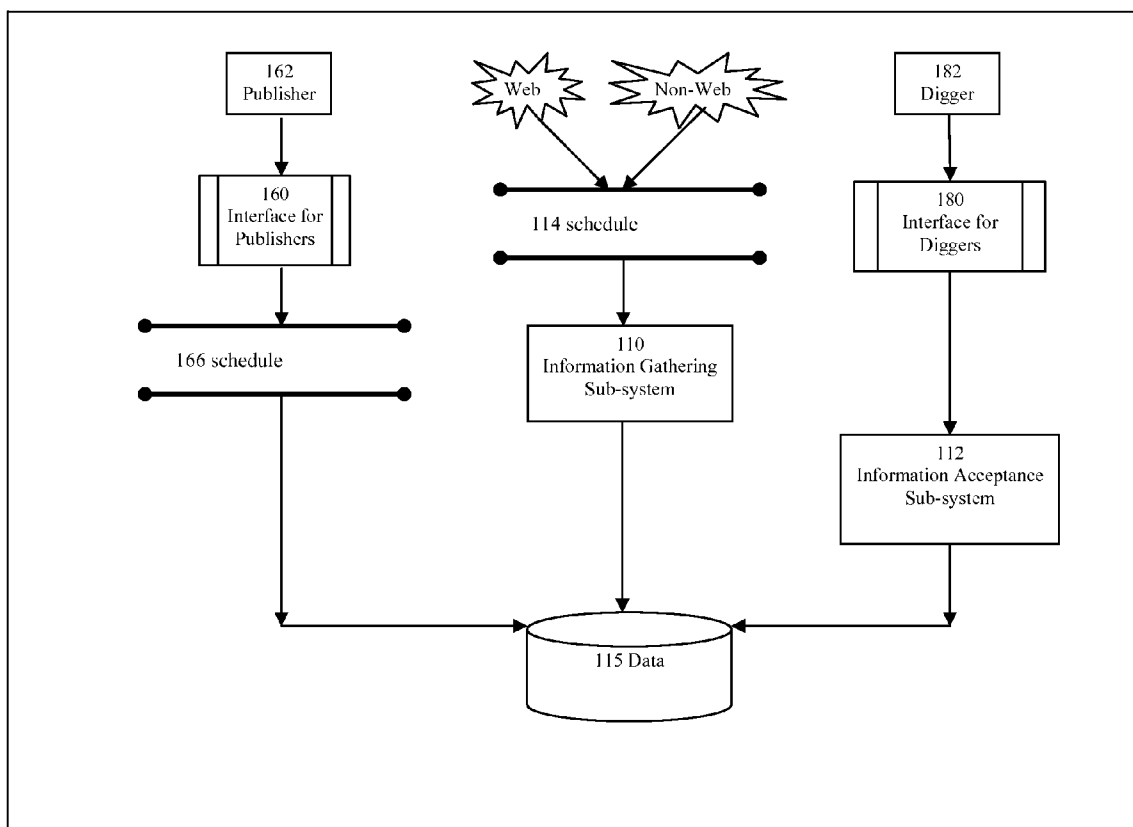 162
Publisher
Web
Non-Web
182
Digger
160
Interface for
Publishers
114 schedule
180
Interface for
Diggers
166 schedule
110
Information Gathering
Sub-system
112
Information Acceptance
Sub-system
115 Data